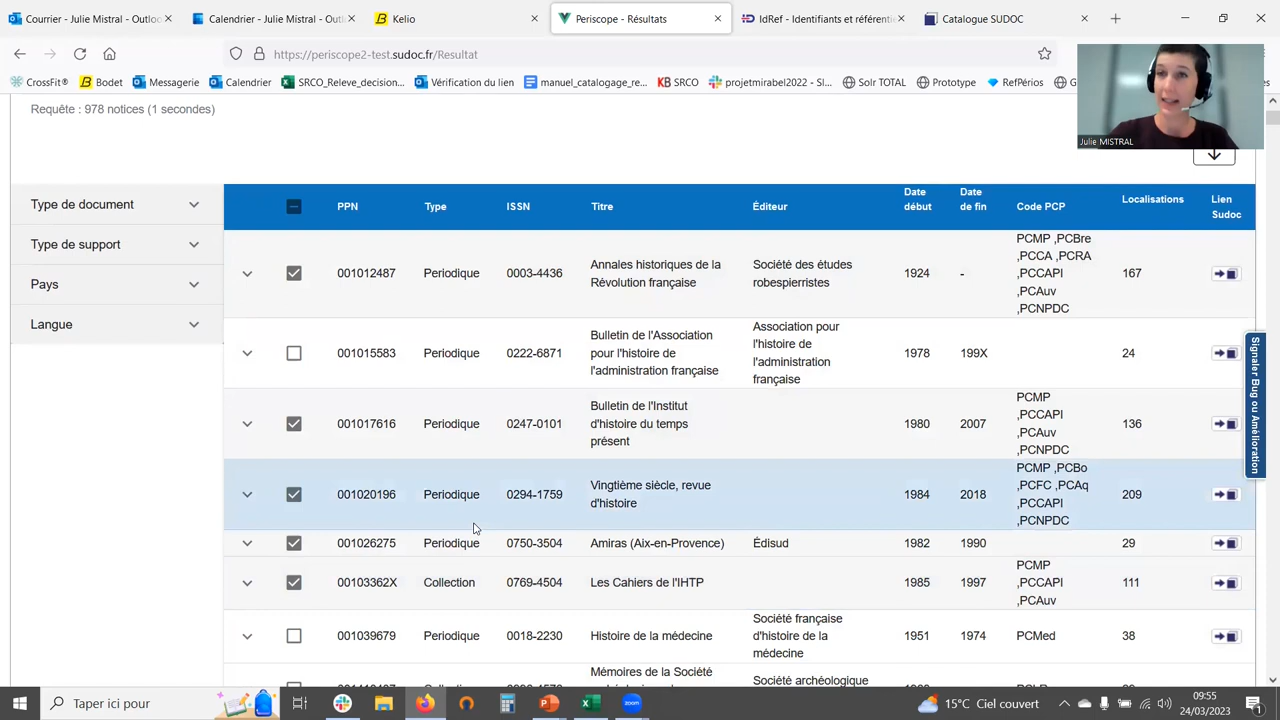 Courrier - Julie Mistral - Outloo
Calendrier - Julie Mistral - Outlo
Kelio
Periscope - Résultats
IdRef - Identifiants et référentie
Catalogue SUDOC
https://periscope2-test.sudoc.fr/Resultat
CrossFit®
Bodet
Messagerie
Calendrier
SRCO_Releve_decision...
Vérification du lien
manuel_catalogage_re...
KB SRCO
projetmirabel2022 - Sl...
Solr TOTAL
Prototype
RefPérios
Requête : 978 notices (1 secondes)
Julie MISTRAL
Type de document
Type de support
Pays
Langue
PPN Type ISSN Titre Éditeur Date début Date de fin Code PCP Localisations Lien Sudoc
001012487 Periodique 0003-4436 Annales historiques de la Révolution française Société des études robespierristes 1924 - PCMP ,PCBre ,PCCA ,PCRA ,PCCAPI ,PCAuv ,PCNPDC 167
001015583 Periodique 0222-6871 Bulletin de l'Association pour l'histoire de l'administration française Association pour l'histoire de l'administration française 1978 199X 24
001017616 Periodique 0247-0101 Bulletin de l'Institut d'histoire du temps présent 1980 2007 PCMP ,PCCAPI ,PCAuv ,PCNPDC 136
001020196 Periodique 0294-1759 Vingtième siècle, revue d'histoire 1984 2018 PCMP ,PCBo ,PCFC ,PCAq ,PCCAPI ,PCNPDC 209
001026275 Periodique 0750-3504 Amiras (Aix-en-Provence) Édisud 1982 1990 29
00103362X Collection 0769-4504 Les Cahiers de l'IHTP 1985 1997 PCMP ,PCCAPI ,PCAuv 111
001039679 Periodique 0018-2230 Histoire de la médecine Société française d'histoire de la médecine 1951 1974 PCMed 38
Mémoires de la Société Société archéologique
Signaler Bug ou Amélioration
Taper ici pour
15°C Ciel couvert
09:55
24/03/2023